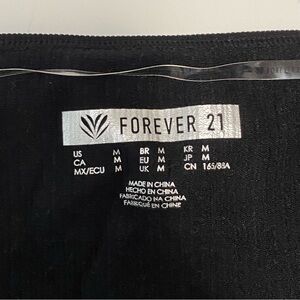 FOREVER 21
US M BR M KR M
CA M EU M JP M
MX/ECU M UK M CN 165/88A
MADE IN CHINA
HECHO EN CHINA
FABRICADO NA CHINA
FABRIQUÉ EN CHINE